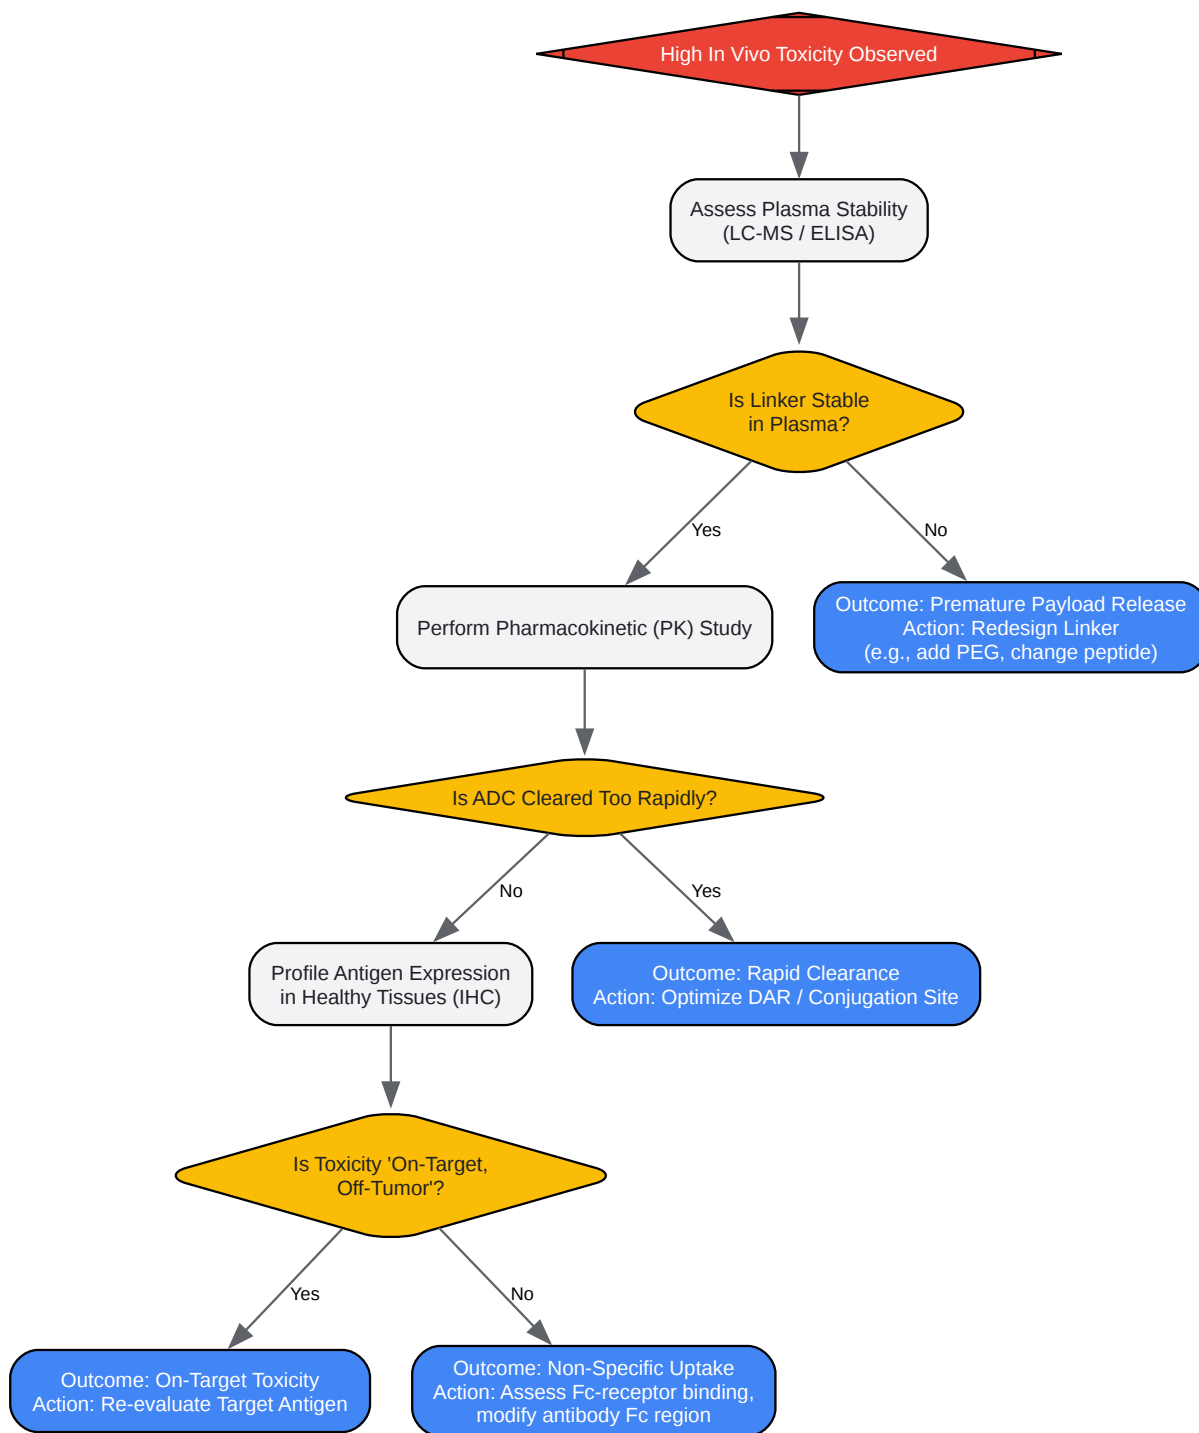 High In Vivo Toxicity Observed
Assess Plasma Stability
(LC-MS / ELISA)
Is Linker Stable
in Plasma?
Yes
No
Perform Pharmacokinetic (PK) Study
Outcome: Premature Payload Release
Action: Redesign Linker
(e.g., add PEG, change peptide)
Is ADC Cleared Too Rapidly?
No
Yes
Profile Antigen Expression
in Healthy Tissues (IHC)
Outcome: Rapid Clearance
Action: Optimize DAR / Conjugation Site
Is Toxicity 'On-Target,
Off-Tumor'?
Yes
No
Outcome: On-Target Toxicity
Action: Re-evaluate Target Antigen
Outcome: Non-Specific Uptake
Action: Assess Fc-receptor binding,
modify antibody Fc region